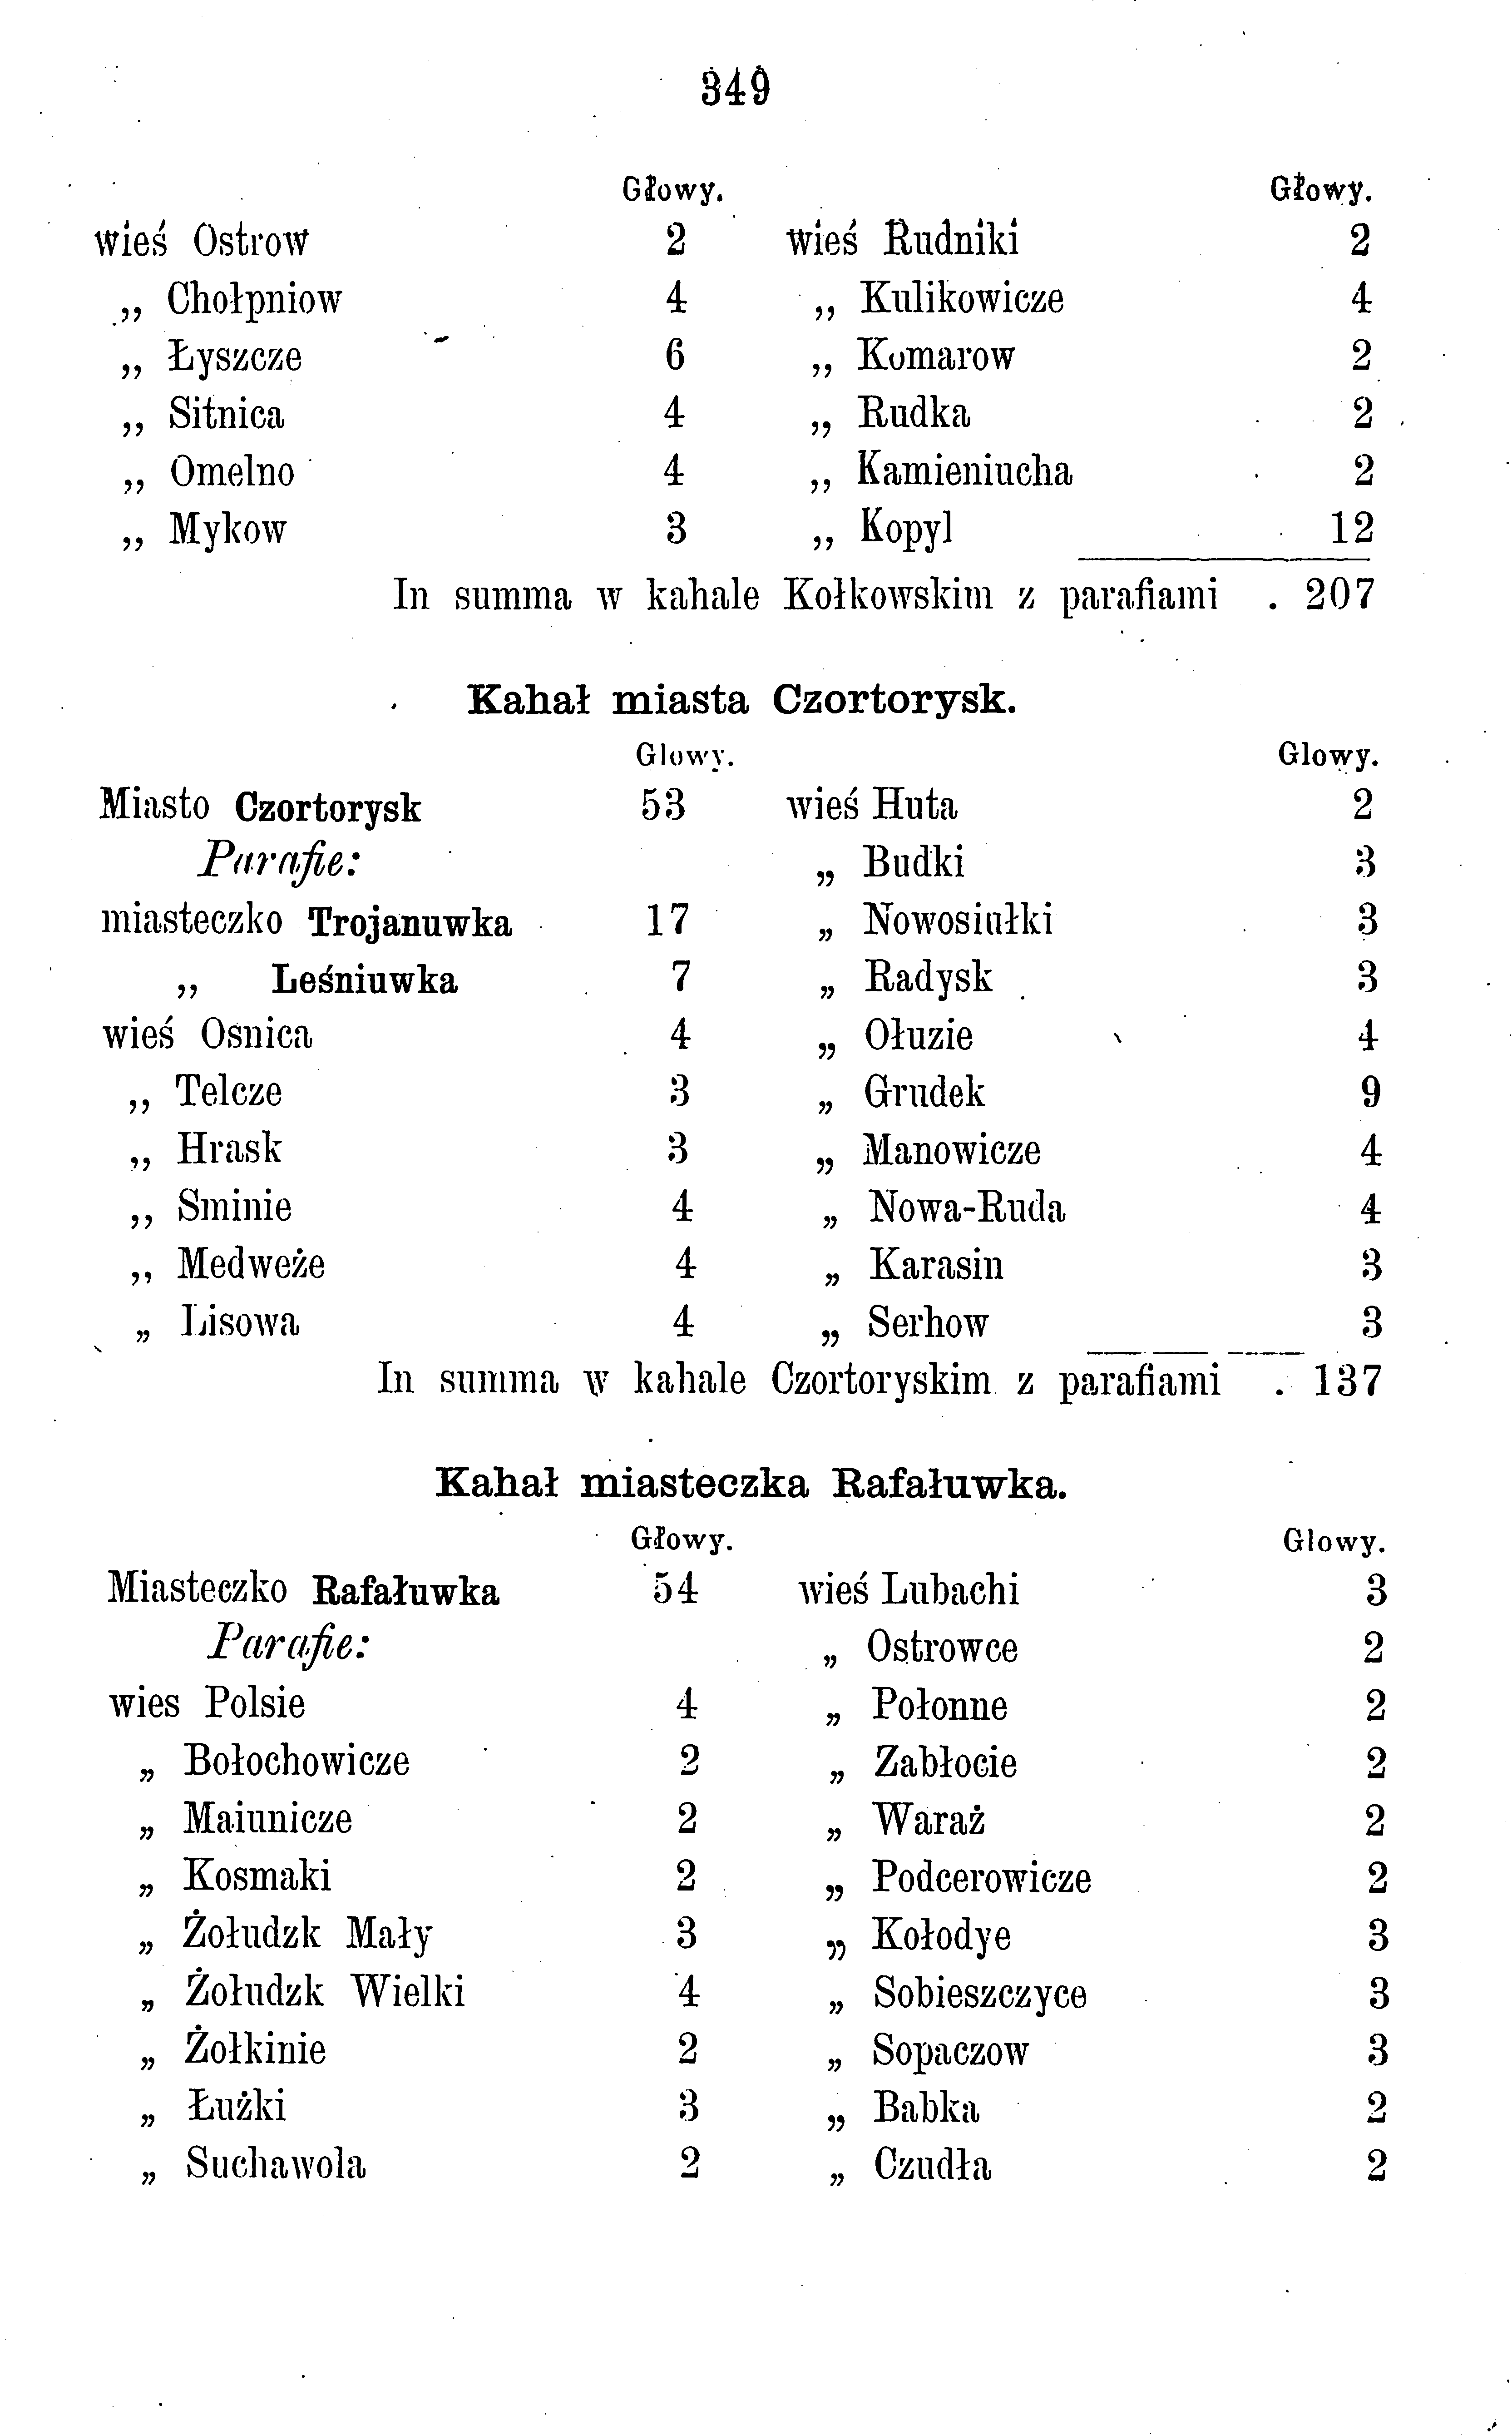 349
Głowy. Głowy.
wieś Ostrow 2 wieś Rudniki 2
,, Chołpniow 4 ,, Kulikowicze 4
,, Łyszcze 6 ,, Komarow 2
,, Sitnica 4 ,, Rudka 2
,, Omelno 4 ,, Kamieniucha 2
,, Mykow 3 ,, Kopyl 12
In summa w kahale Kołkowskim z parafiami . 207
Kahał miasta Czortorysk.
Glowy. Glowy.
Miasto Czortorysk 53 wieś Huta 2
Parafie: „ Budki 3
miasteczko Trojanuwka 17 „ Nowosiułki 3
,, Leśniuwka 7 „ Radysk 3
wieś Osnica 4 „ Ołuzie 4
,, Telcze 3 „ Grudek 9
,, Hrask 3 „ Manowicze 4
,, Sminie 4 „ Nowa-Ruda 4
,, Medweże 4 „ Karasin 3
„ Lisowa 4 „ Serhow 3
In summa w kahale Czortoryskim z parafiami . 137
Kahał miasteczka Rafałuwka.
Głowy. Glowy.
Miasteczko Rafałuwka 54 wieś Lubachi 3
Parafie: „ Ostrowce 2
wies Polsie 4 „ Połonne 2
„ Bołochowicze 2 „ Zabłocie 2
„ Maiunicze 2 „ Waraż 2
„ Kosmaki 2 „ Podcerowicze 2
„ Żołudzk Mały 3 „ Kołodye 3
„ Żołudzk Wielki 4 „ Sobieszczyce 3
„ Żołkinie 2 „ Sopaczow 3
„ Łużki 3 „ Babka 2
„ Suchawola 2 „ Czudła 2